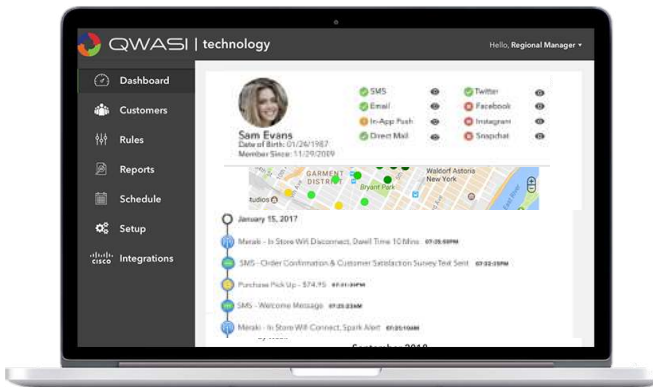 QWASI | technology
Hello, Regional Manager
Dashboard
Customers
Rules
Reports
Schedule
Setup
CISCO Integrations
Sam Evans
Date of Birth: 01/26/1987
Member Since: 11/29/2009
SMS
Email
In-App Push
Direct Mail
Twitter
Facebook
Instagram
Snapchat
GARMENT
DISTRICT
Bryant Park
Waldorf Astoria
New York
tudios
January 15, 2017
Meraki - In Store Wifi Disconnect, Dwell Time 10 Mins
SMS - Order Confirmation & Customer Satisfaction Survey Text Sent
Purchase Pick Up - $74.95
SMS - Welcome Message
Meraki - In Store Wifi Connect, Spark Alert